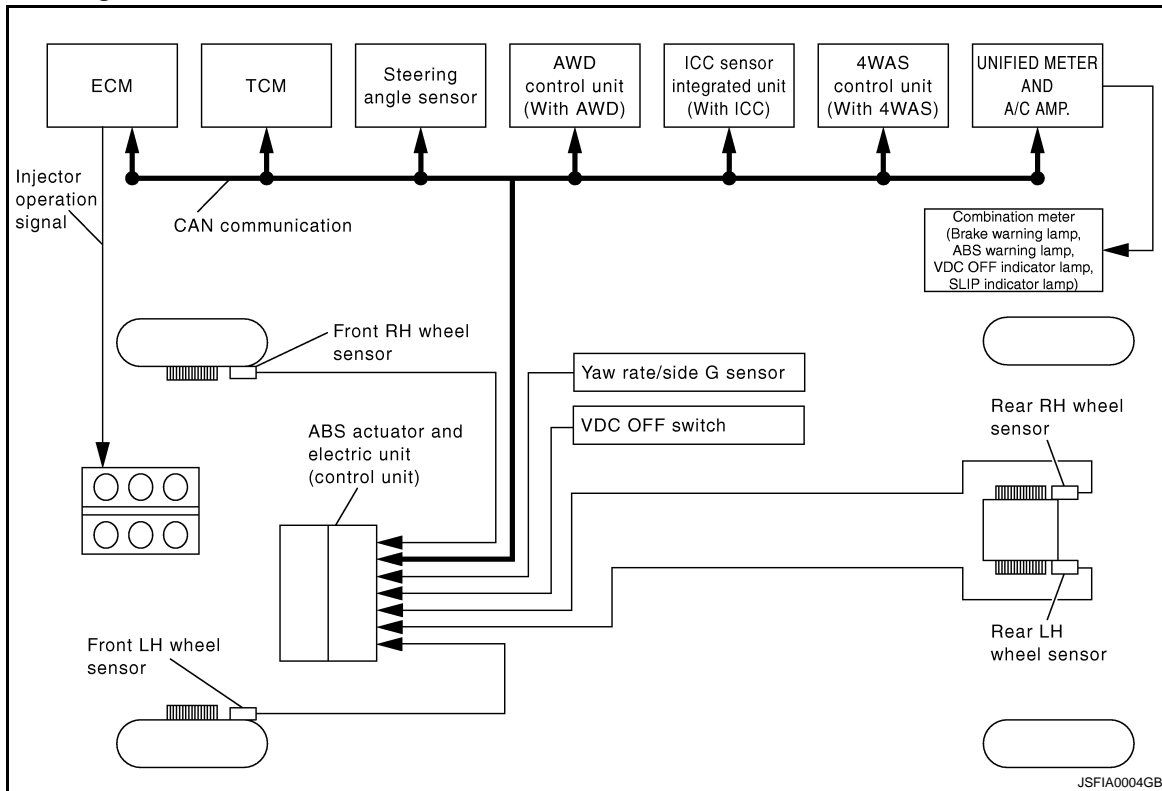 ECM
TCM
Steering
angle sensor
AWD
control unit
(With AWD)
ICC sensor
integrated unit
(With ICC)
4WAS
control unit
(With 4WAS)
UNIFIED METER
AND
A/C AMP.
Injector
operation
signal
CAN communication
Combination meter
(Brake warning lamp,
ABS warning lamp,
VDC OFF indicator lamp,
SLIP indicator lamp)
Front RH wheel
sensor
Yaw rate/side G sensor
VDC OFF switch
Rear RH wheel
sensor
ABS actuator and
electric unit
(control unit)
Front LH wheel
sensor
Rear LH
wheel sensor
JSFIA0004GB